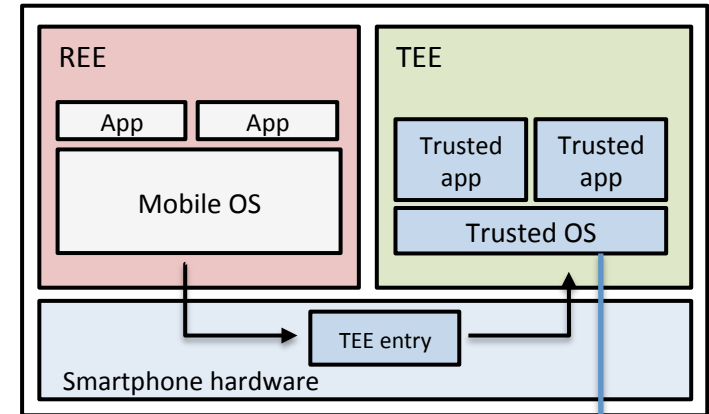 REE
App
App
Mobile OS
TEE
Trusted
app
Trusted
app
Trusted OS
TEE entry
Smartphone hardware